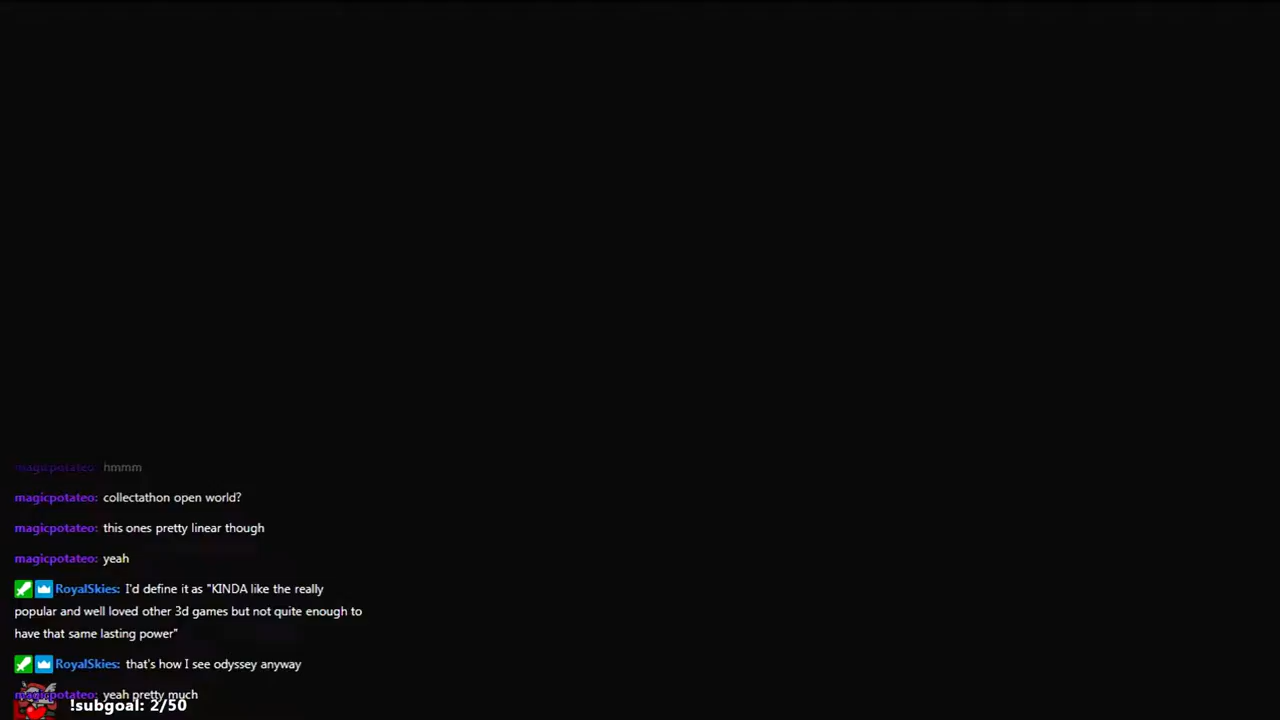 magicpotateo: hmmm
magicpotateo: collectathon open world?
magicpotateo: this ones pretty linear though
magicpotateo: yeah
RoyalSkies: I'd define it as "KINDA like the really
popular and well loved other 3d games but not quite enough to
have that same lasting power"
RoyalSkies: that's how I see odyssey anyway
magicpotateo: yeah pretty much
!subgoal: 2/50